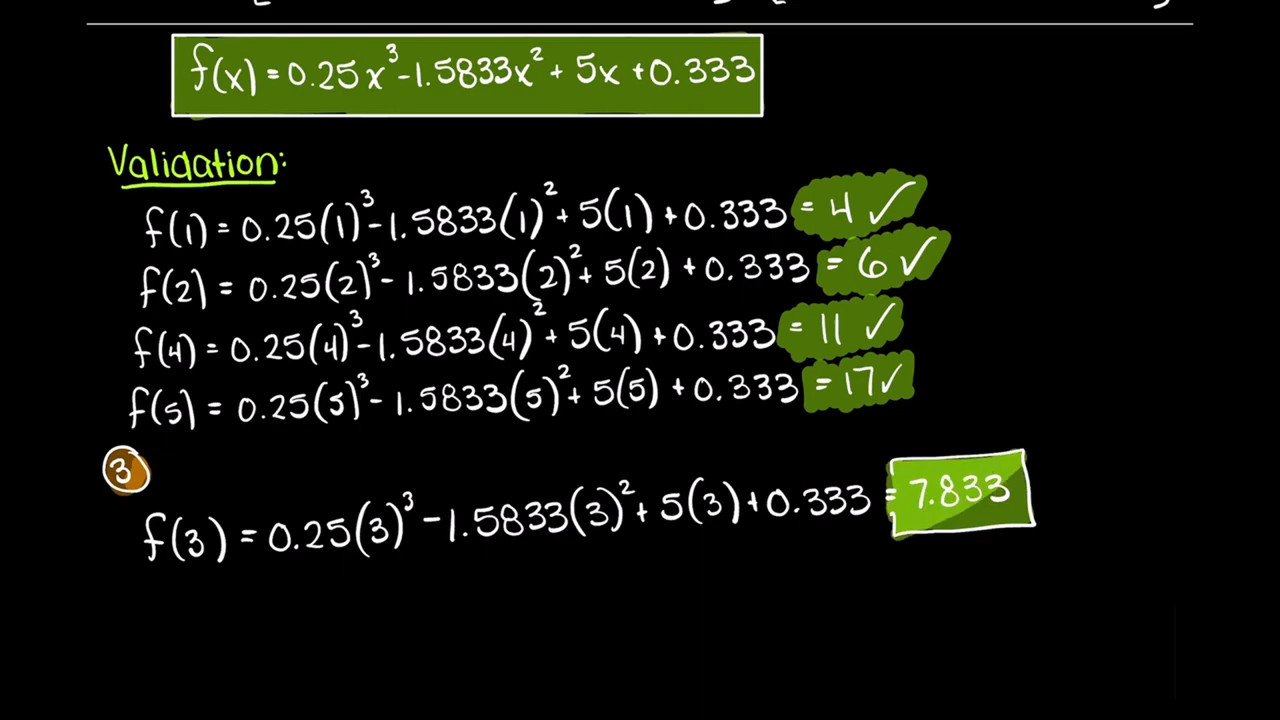 f(x) = 0.25x³ - 1.5833x² + 5x + 0.333
Validation:
f(1) = 0.25(1)³ - 1.5833(1)² + 5(1) + 0.333 = 4 ✓
f(2) = 0.25(2)³ - 1.5833(2)² + 5(2) + 0.333 = 6 ✓
f(4) = 0.25(4)³ - 1.5833(4)² + 5(4) + 0.333 = 11 ✓
f(5) = 0.25(5)³ - 1.5833(5)² + 5(5) + 0.333 = 17 ✓
3
f(3) = 0.25(3)³ - 1.5833(3)² + 5(3) + 0.333 = 7.833